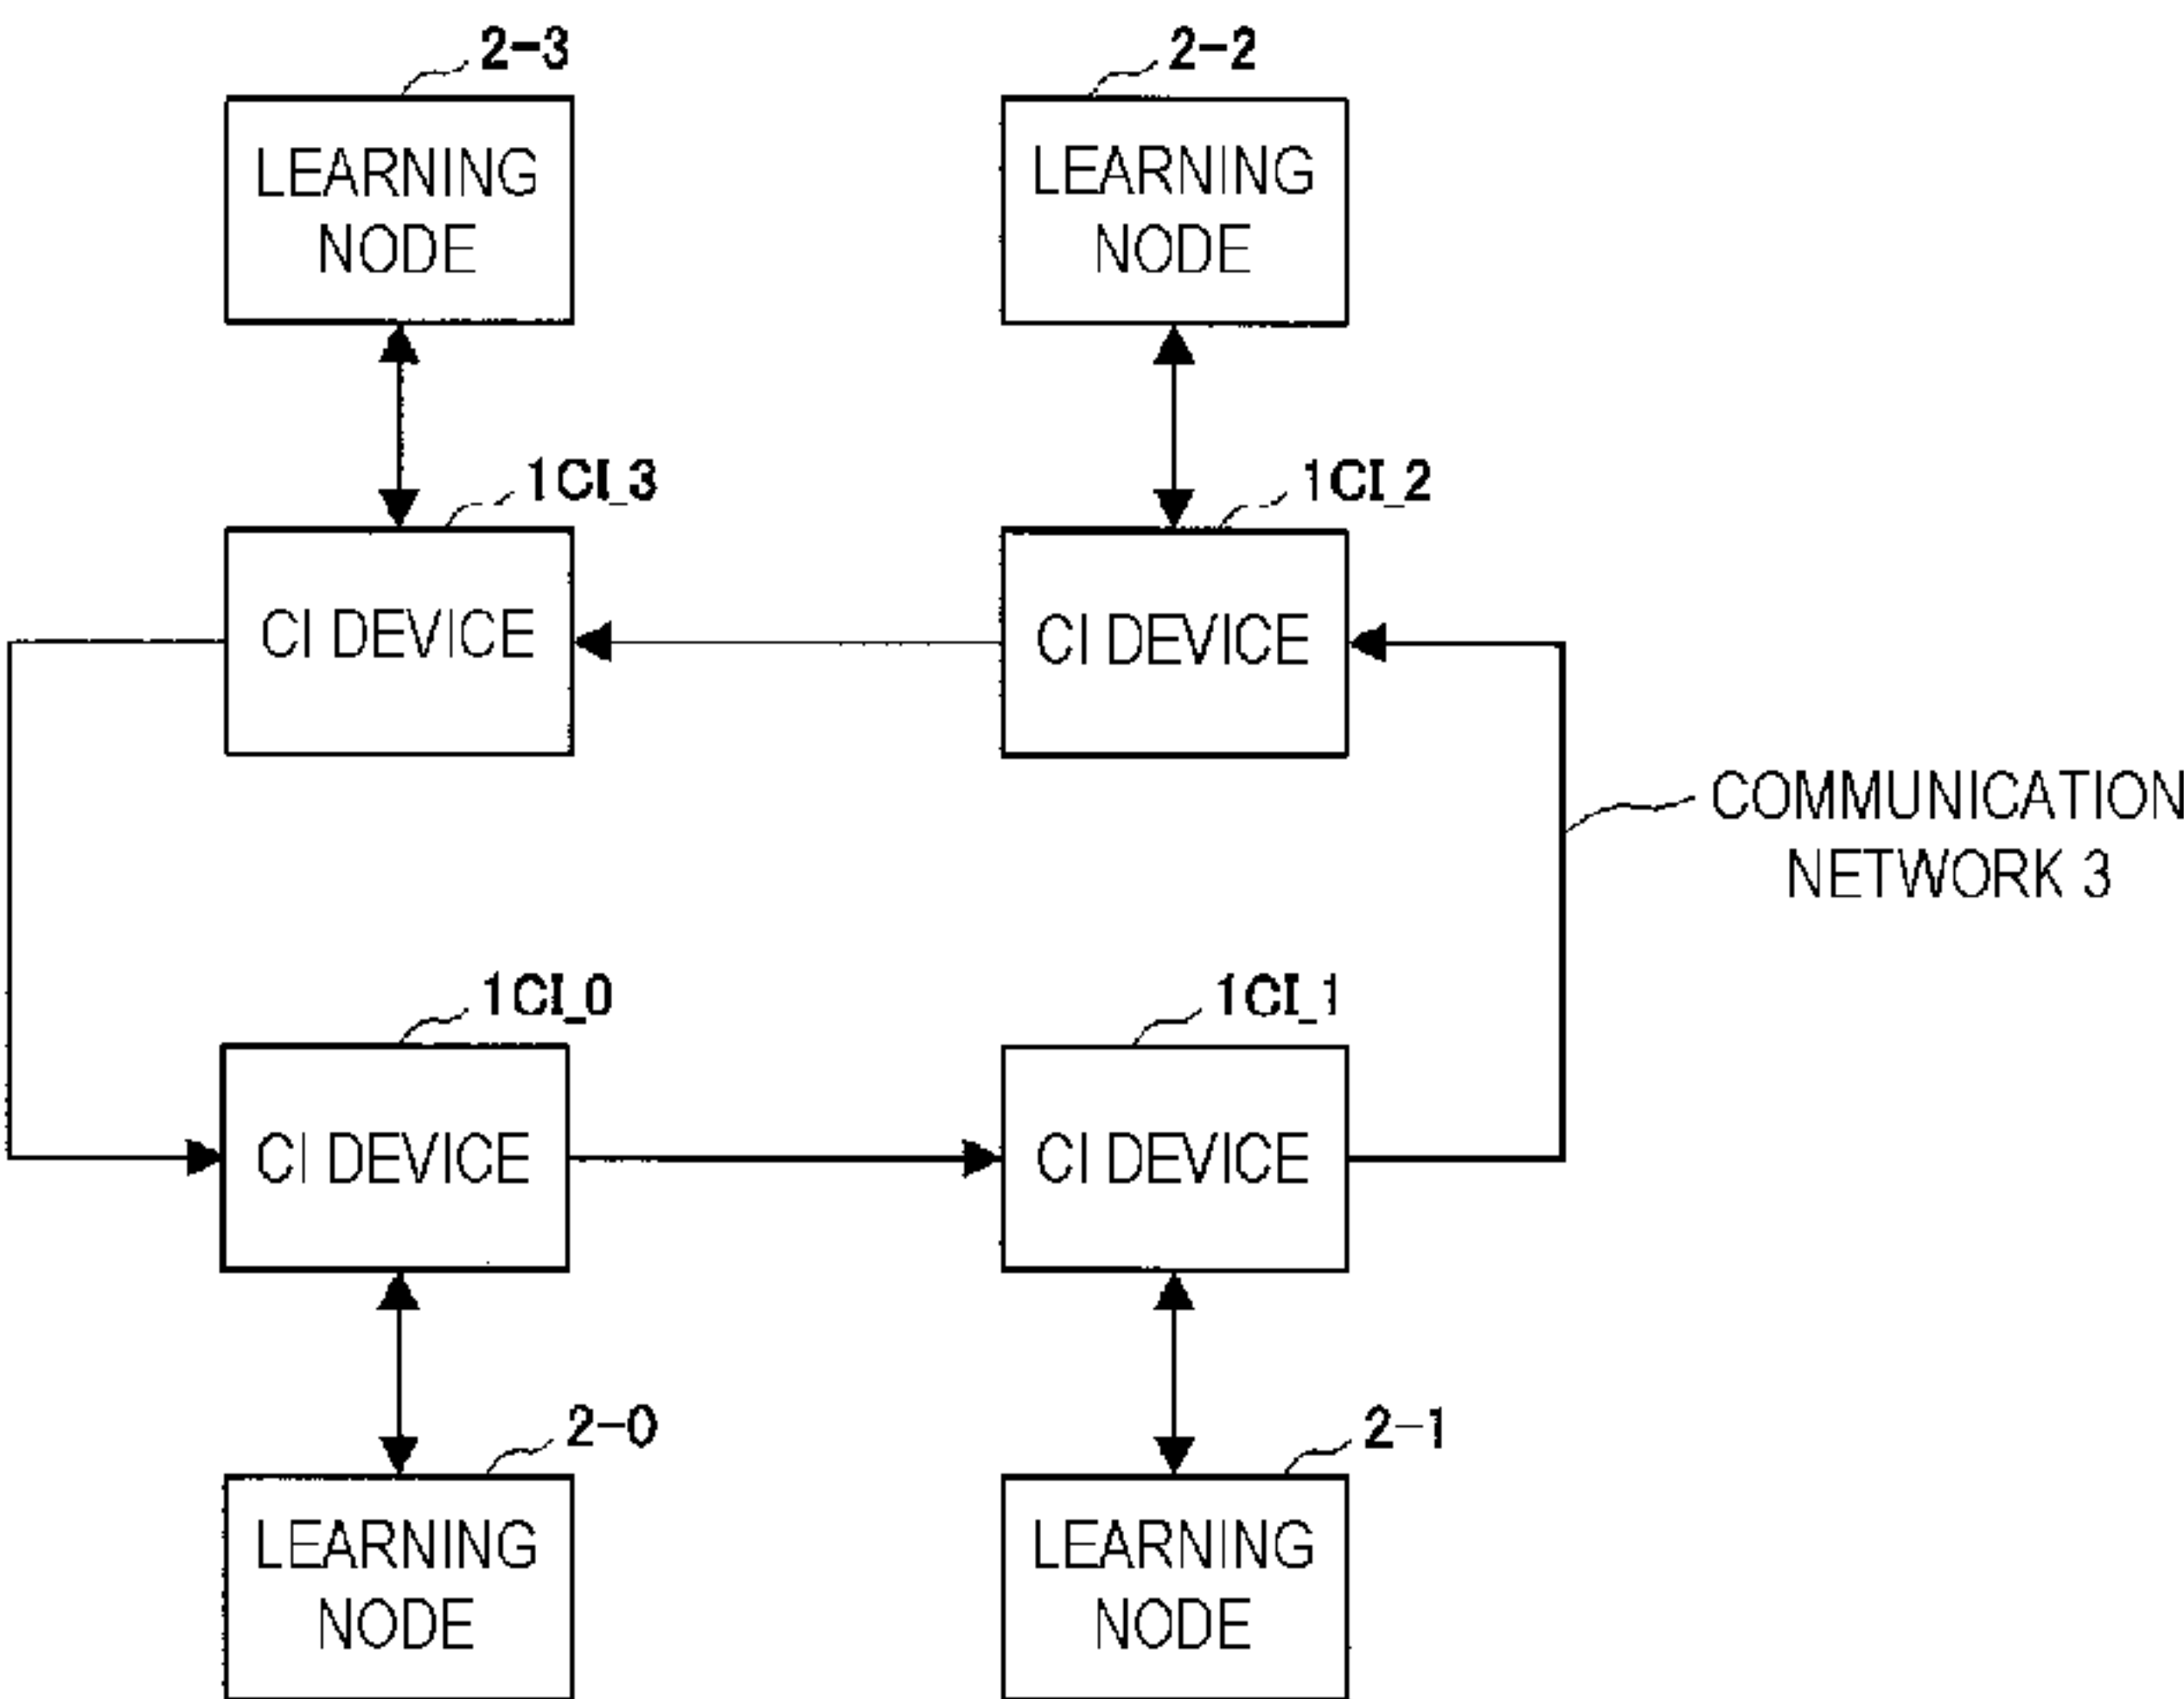 2-3
2-2
LEARNING
NODE
LEARNING
NODE
1CI_3
1CI_2
CI DEVICE
CI DEVICE
COMMUNICATION
NETWORK 3
1CI_0
1CI_1
CI DEVICE
CI DEVICE
2-0
2-1
LEARNING
NODE
LEARNING
NODE